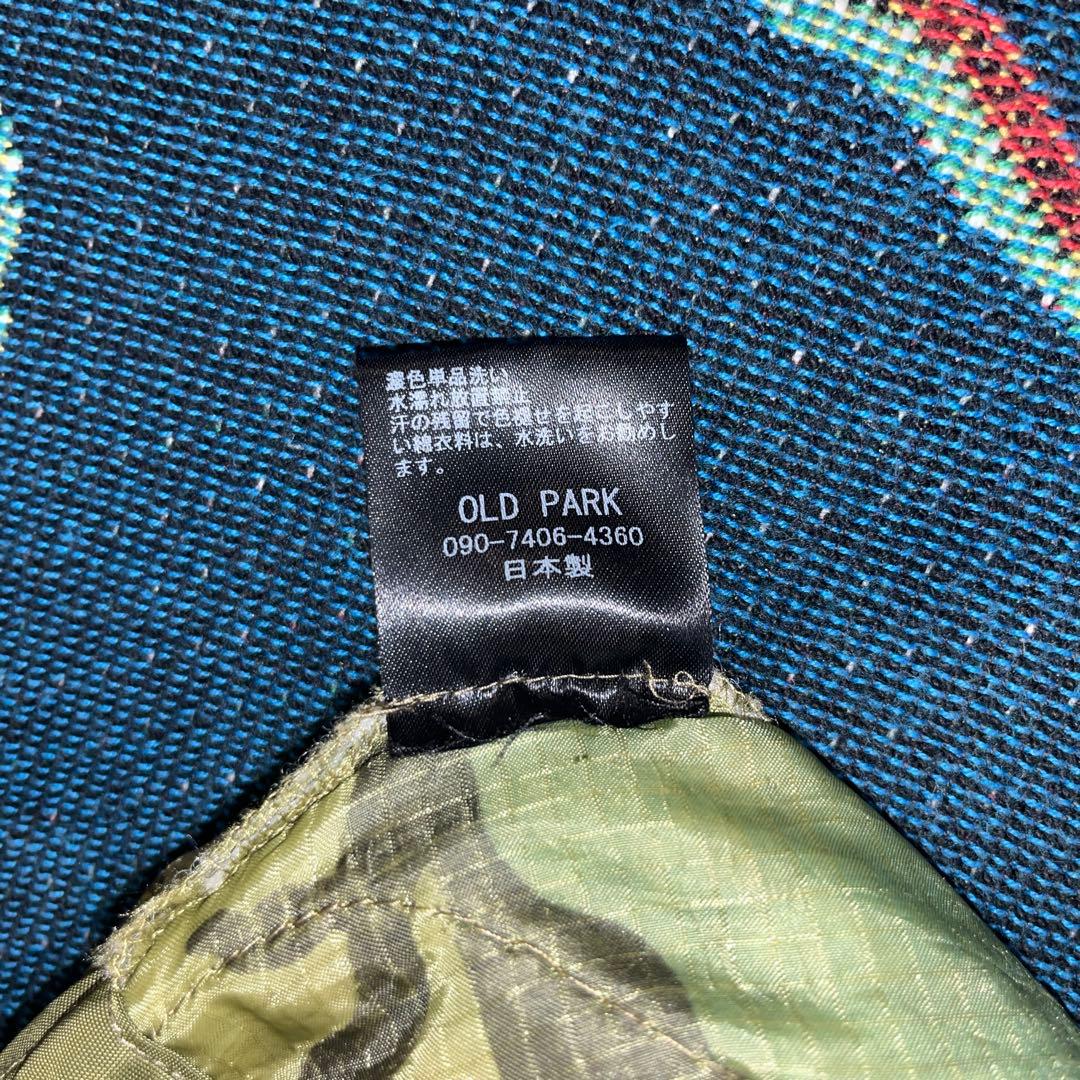 濃色単品洗い
水濡れ放置禁止
汗の残留で色褪せを起こしやす
い綿衣料は、水洗いをお勧めし
ます。
OLD PARK
090-7406-4360
日本製